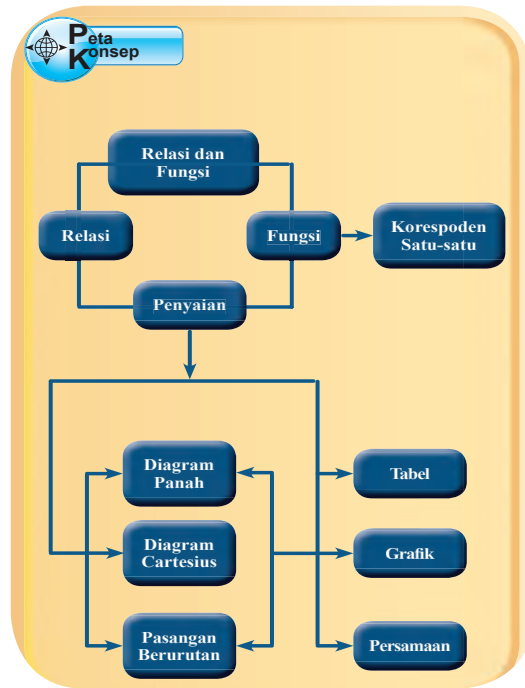 Peta
Konsep
Relasi dan
Fungsi
Relasi
Fungsi
Korespoden
Satu-satu
Penyaian
Diagram
Panah
Tabel
Diagram
Cartesius
Grafik
Pasangan
Berurutan
Persamaan